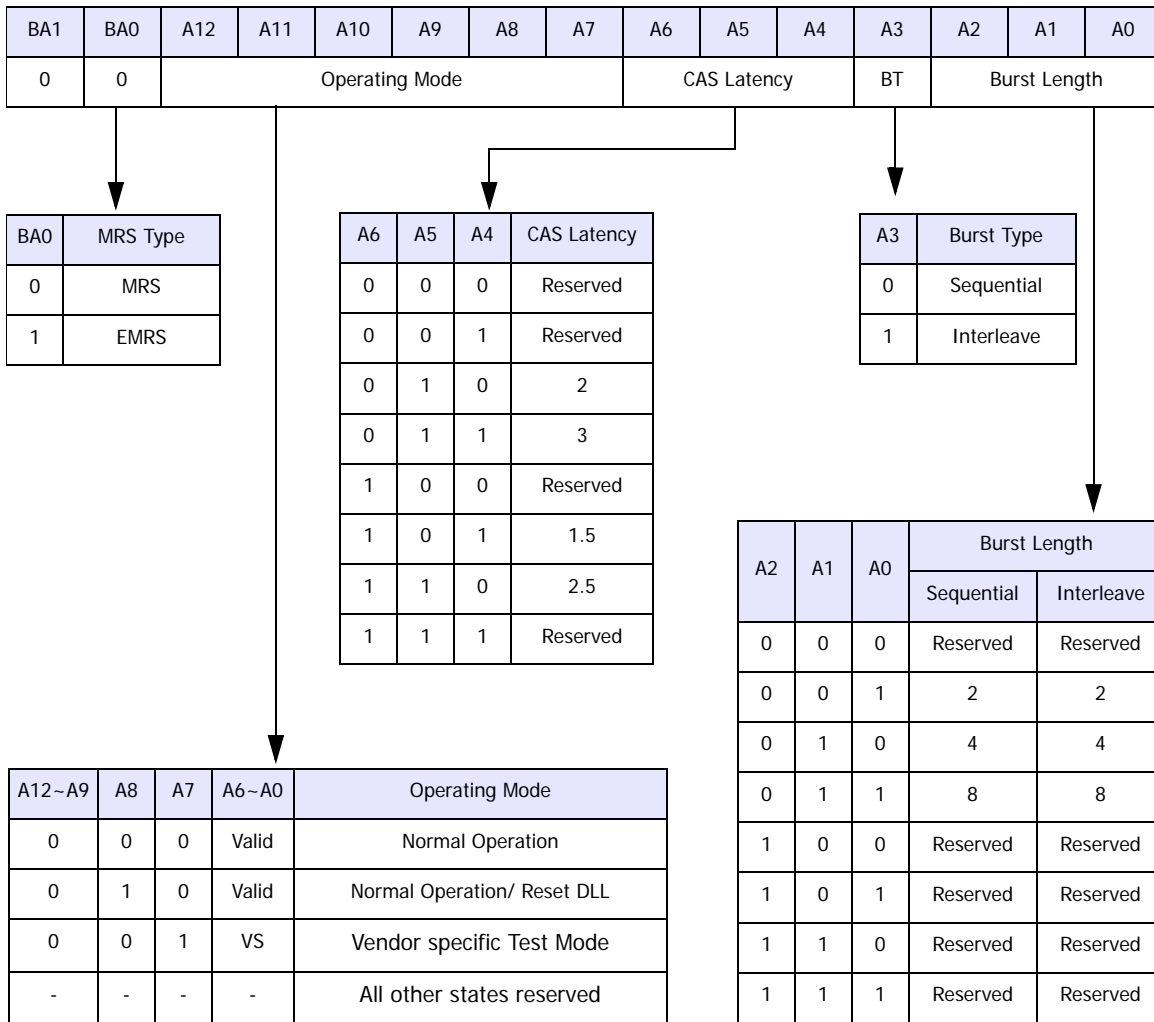 BA1 BA0 A12 A11 A10 A9 A8 A7 A6 A5 A4 A3 A2 A1 A0
0 0 Operating Mode CAS Latency BT Burst Length
BA0 MRS Type
0 MRS
1 EMRS
A6 A5 A4 CAS Latency
0 0 0 Reserved
0 0 1 Reserved
0 1 0 2
0 1 1 3
1 0 0 Reserved
1 0 1 1.5
1 1 0 2.5
1 1 1 Reserved
A3 Burst Type
0 Sequential
1 Interleave
A2 A1 A0 Burst Length
Sequential Interleave
0 0 0 Reserved Reserved
0 0 1 2 2
0 1 0 4 4
0 1 1 8 8
1 0 0 Reserved Reserved
1 0 1 Reserved Reserved
1 1 0 Reserved Reserved
1 1 1 Reserved Reserved
A12~A9 A8 A7 A6~A0 Operating Mode
0 0 0 Valid Normal Operation
0 1 0 Valid Normal Operation/ Reset DLL
0 0 1 VS Vendor specific Test Mode
- - - - All other states reserved